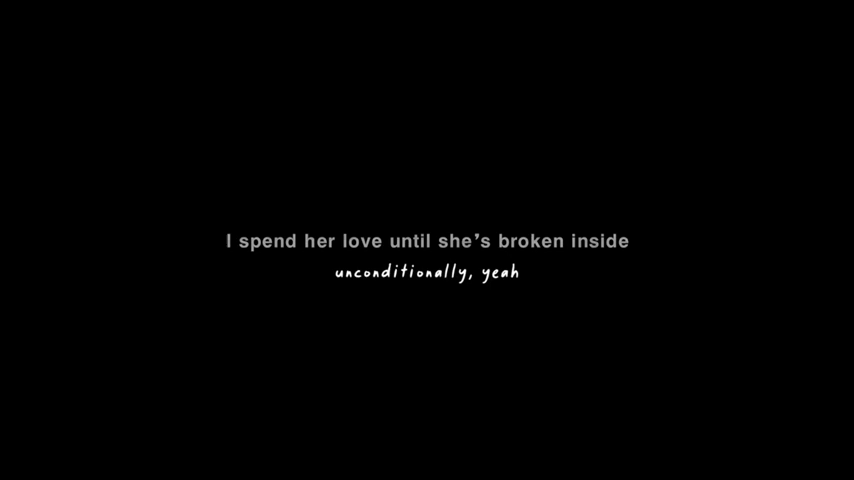 I spend her love until she's broken inside
unconditionally, yeah